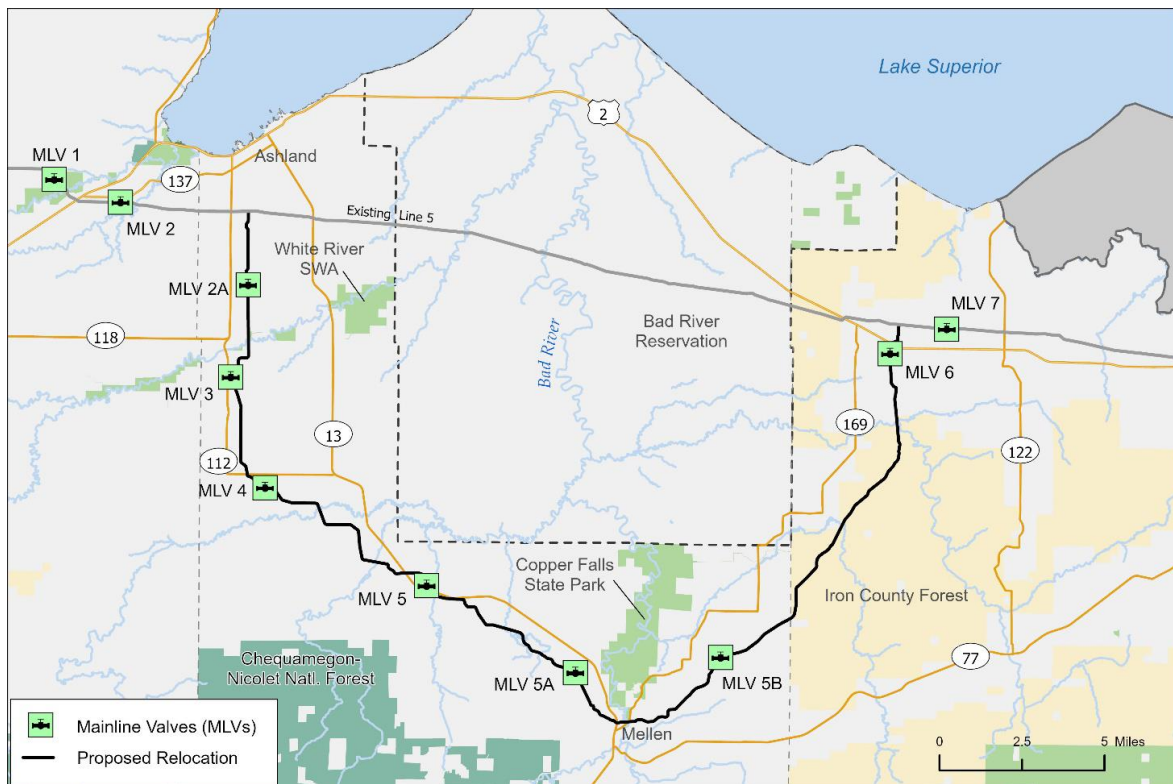 Lake Superior
2
MLV 1
Ashland
137
MLV 2
Existing Line 5
White River
SWA
MLV 2A
MLV 7
118
Bad River
Bad River
Reservation
MLV 6
MLV 3
169
13
122
112
MLV 4
Copper Falls
State Park
MLV 5
Iron County Forest
Chequamegon-
Nicolet Natl. Forest
MLV 5A
MLV 5B
77
Mainline Valves (MLVs)
Mellen
Proposed Relocation
0 2.5 5 Miles